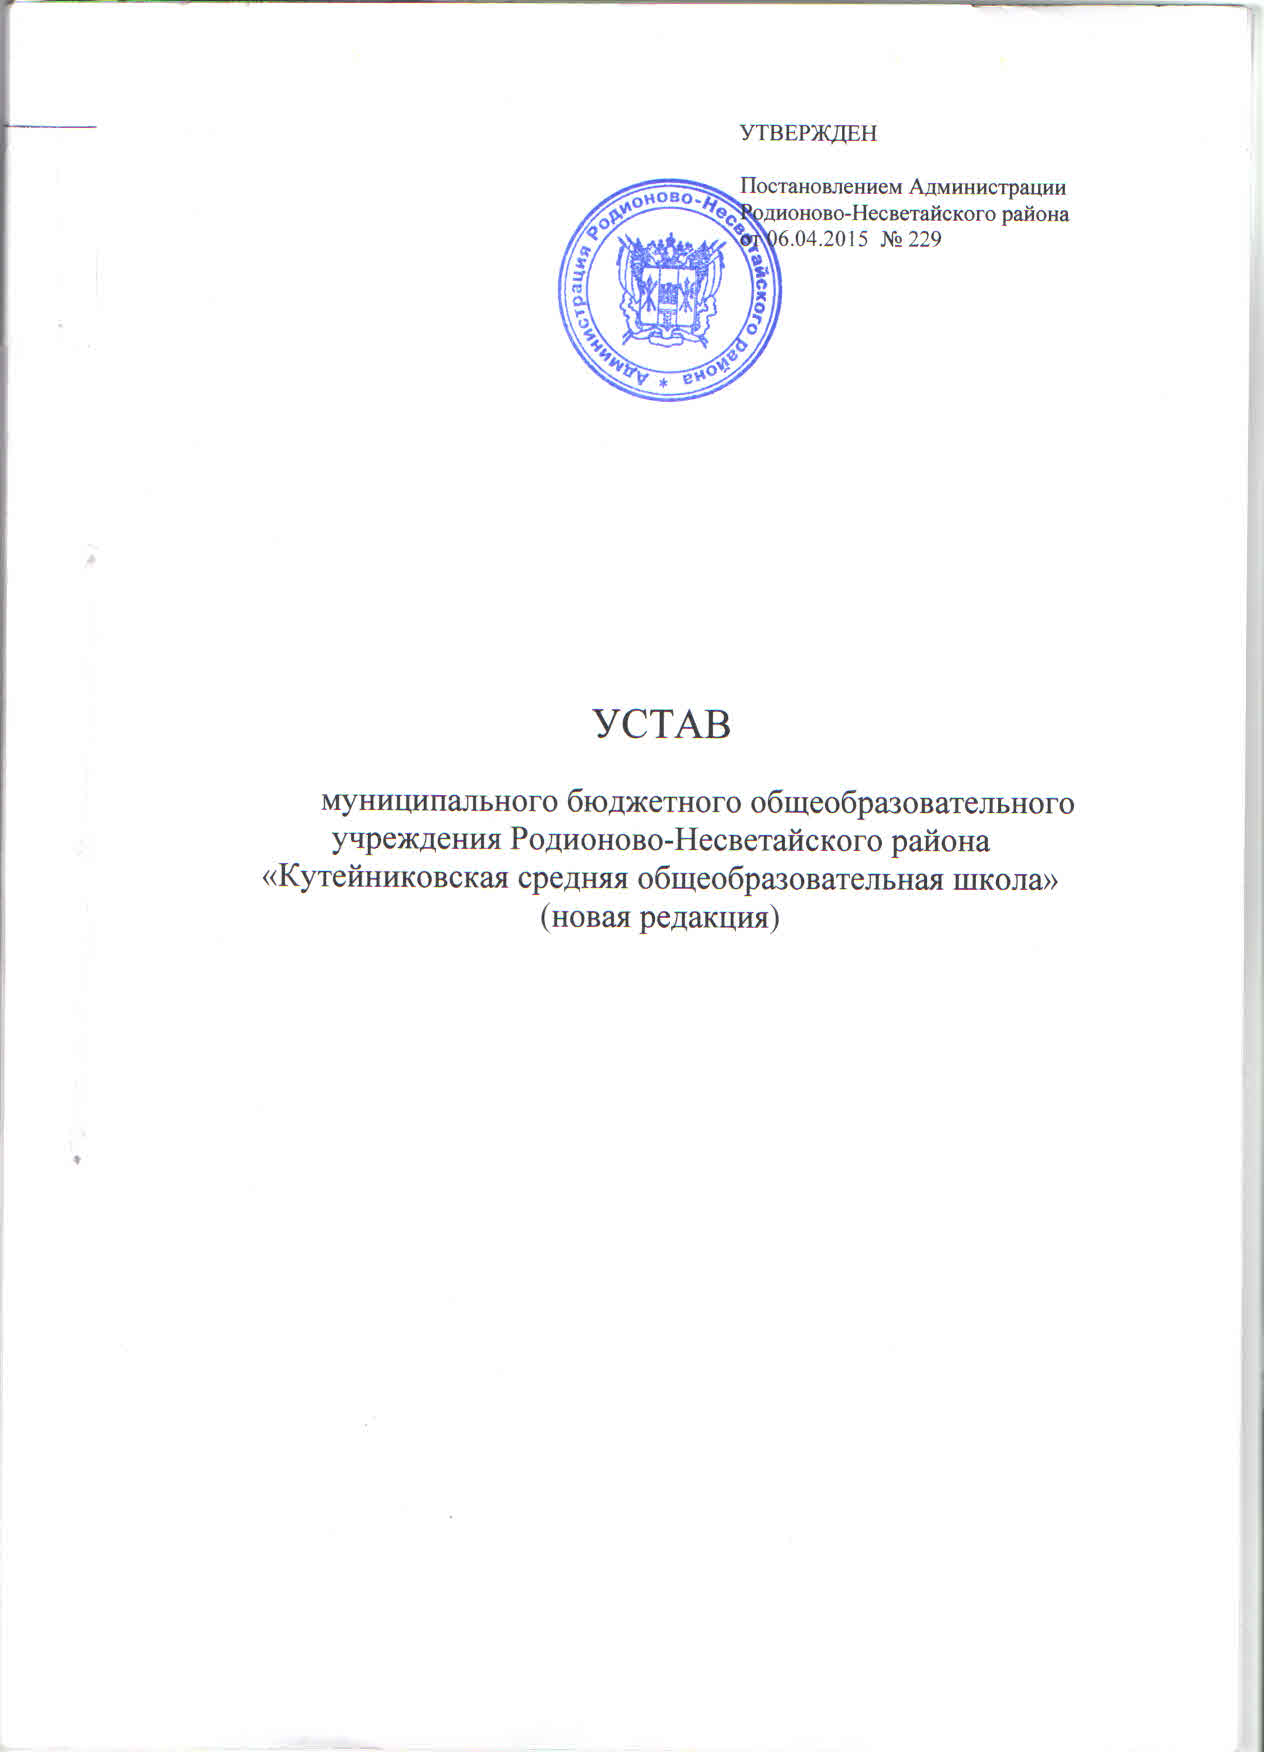 УТВЕРЖДЕН
Постановлением Администрации
Родионово-Несветайского района
от 06.04.2015 № 229
Администрация Родионово-Несветайского района *
УСТАВ
муниципального бюджетного общеобразовательного
учреждения Родионово-Несветайского района
«Кутейниковская средняя общеобразовательная школа»
(новая редакция)